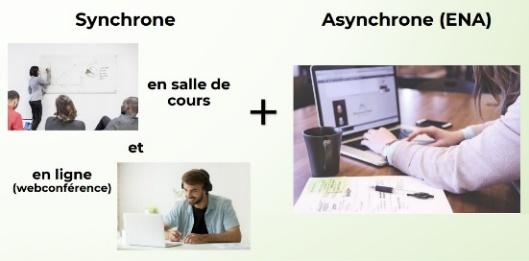 Synchrone
Asynchrone (ENA)
en salle de
cours
+
et
en ligne
(webconférence)